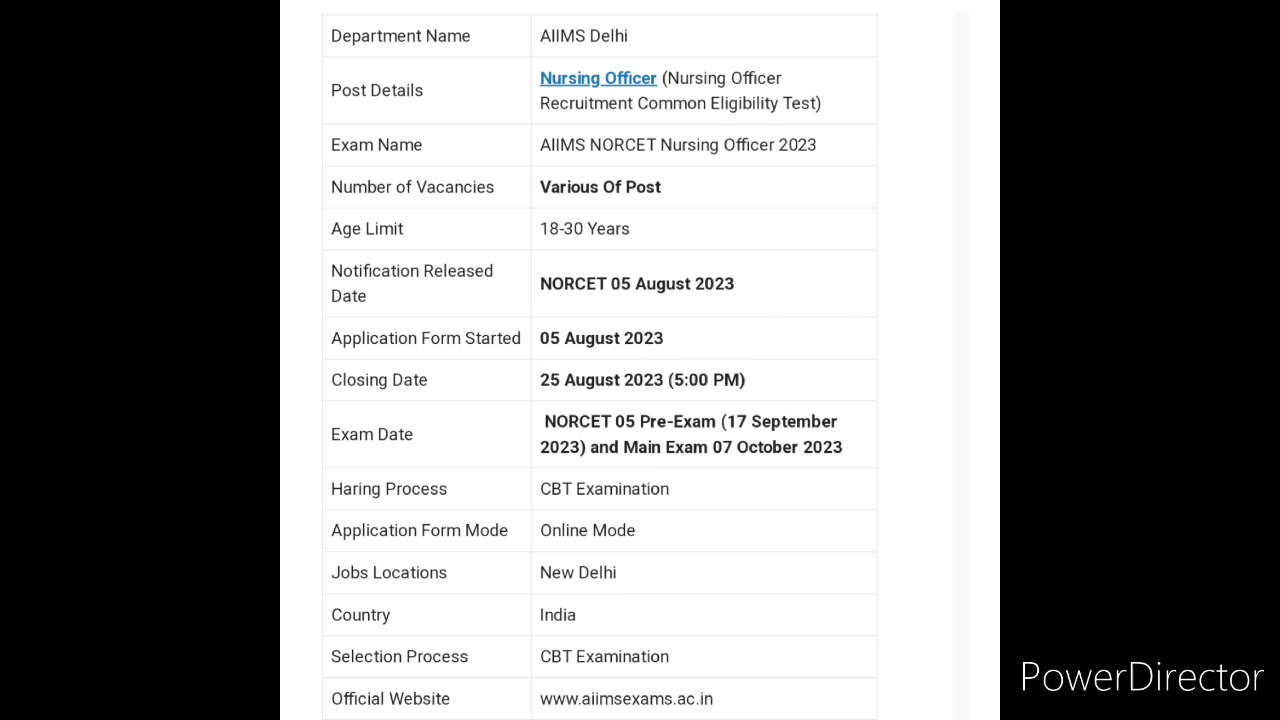 Department Name
AIIMS Delhi
Post Details
Nursing Officer (Nursing Officer
Recruitment Common Eligibility Test)
Exam Name
AIIMS NORCET Nursing Officer 2023
Number of Vacancies
Various Of Post
Age Limit
18-30 Years
Notification Released
Date
NORCET 05 August 2023
Application Form Started
05 August 2023
Closing Date
25 August 2023 (5:00 PM)
Exam Date
NORCET 05 Pre-Exam (17 September
2023) and Main Exam 07 October 2023
Haring Process
CBT Examination
Application Form Mode
Online Mode
Jobs Locations
New Delhi
Country
India
Selection Process
CBT Examination
Official Website
www.aiimsexams.ac.in
PowerDirector